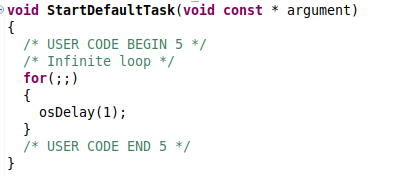 void StartDefaultTask(void const * argument)
{
  /* USER CODE BEGIN 5 */
  /* Infinite loop */
  for(;;)
  {
    osDelay(1);
  }
  /* USER CODE END 5 */
}